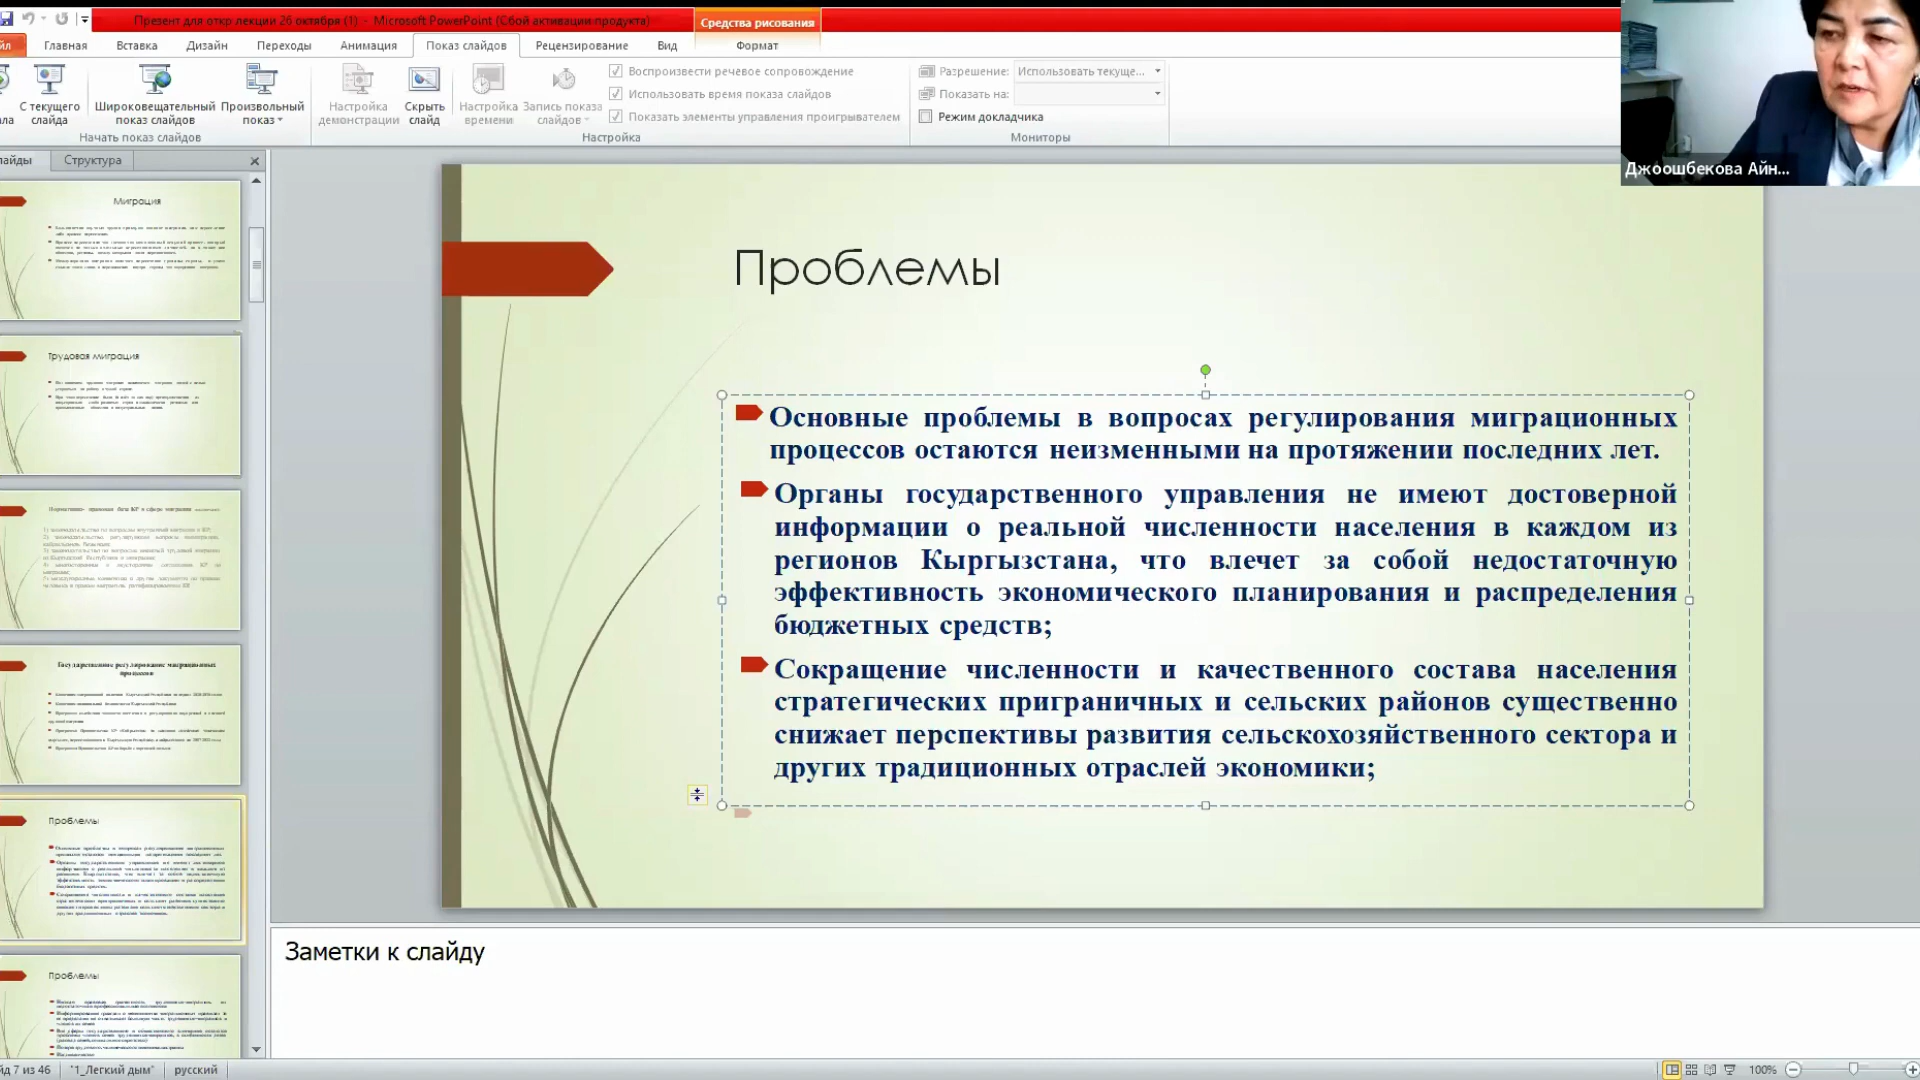 Презент для откр лекции 26 октября (1) - Microsoft PowerPoint (Сбой активации продукта)
Средства рисования
Главная
Вставка
Дизайн
Переходы
Анимация
Показ слайдов
Рецензирование
Вид
Формат
С текущего слайда
Широковещательный показ слайдов
Произвольный показ
Настройка демонстрации
Скрыть слайд
Настройка времени
Запись показа слайдов
Воспроизвести речевое сопровождение
Использовать время показа слайдов
Показать элементы управления проигрывателем
Разрешение:
Использовать текуще...
Показать на:
Режим докладчика
Начать показ слайдов
Настройка
Мониторы
Джоошбекова Айн...
Структура
Миграция
Трудовая миграция
Государственное регулирование миграционных процессов
Проблемы
Проблемы
Проблемы
Основные проблемы в вопросах регулирования миграционных
процессов остаются неизменными на протяжении последних лет.
Органы государственного управления не имеют достоверной
информации о реальной численности населения в каждом из
регионов Кыргызстана, что влечет за собой недостаточную
эффективность экономического планирования и распределения
бюджетных средств;
Сокращение численности и качественного состава населения
стратегических приграничных и сельских районов существенно
снижает перспективы развития сельскохозяйственного сектора и
других традиционных отраслей экономики;
Заметки к слайду
йд 7 из 46
"1_Легкий дым"
русский
100%